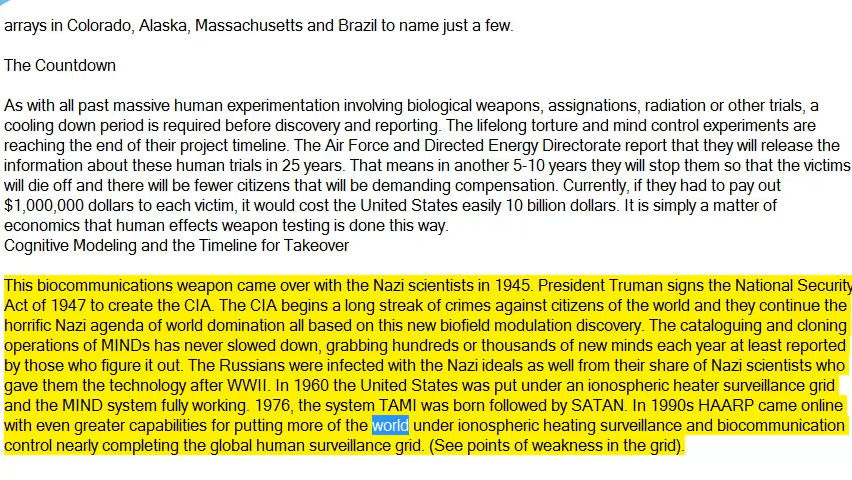 arrays in Colorado, Alaska, Massachusetts and Brazil to name just a few.
The Countdown
As with all past massive human experimentation involving biological weapons, assignations, radiation or other trials, a
cooling down period is required before discovery and reporting. The lifelong torture and mind control experiments are
reaching the end of their project timeline. The Air Force and Directed Energy Directorate report that they will release the
information about these human trials in 25 years. That means in another 5-10 years they will stop them so that the victims
will die off and there will be fewer citizens that will be demanding compensation. Currently, if they had to pay out
$1,000,000 dollars to each victim, it would cost the United States easily 10 billion dollars. It is simply a matter of
economics that human effects weapon testing is done this way.
Cognitive Modeling and the Timeline for Takeover
This biocommunications weapon came over with the Nazi scientists in 1945. President Truman signs the National Security
Act of 1947 to create the CIA. The CIA begins a long streak of crimes against citizens of the world and they continue the
horrific Nazi agenda of world domination all based on this new biofield modulation discovery. The cataloguing and cloning
operations of MINDs has never slowed down, grabbing hundreds or thousands of new minds each year at least reported
by those who figure it out. The Russians were infected with the Nazi ideals as well from their share of Nazi scientists who
gave them the technology after WWII. In 1960 the United States was put under an ionospheric heater surveillance grid
and the MIND system fully working. 1976, the system TAMI was born followed by SATAN. In 1990s HAARP came online
with even greater capabilities for putting more of the world under ionospheric heating surveillance and biocommunication
control nearly completing the global human surveillance grid. (See points of weakness in the grid).